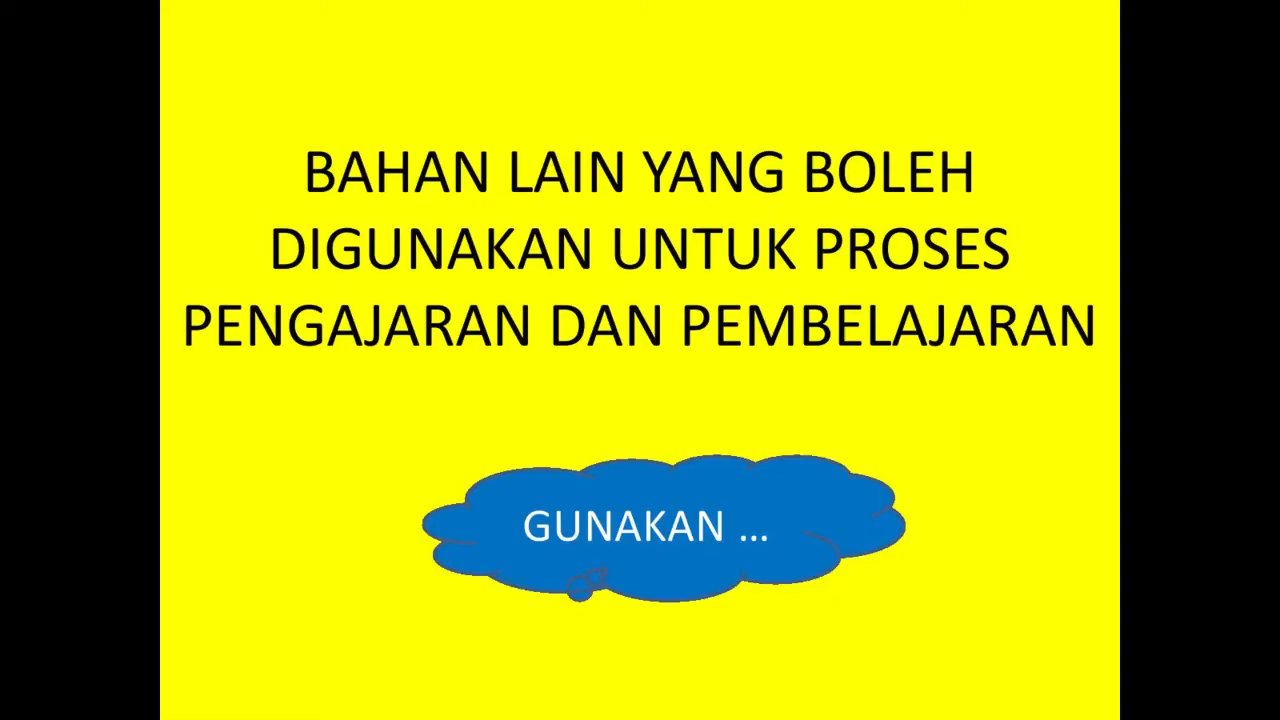 BAHAN LAIN YANG BOLEH
DIGUNAKAN UNTUK PROSES
PENGAJARAN DAN PEMBELAJARAN
GUNAKAN ...